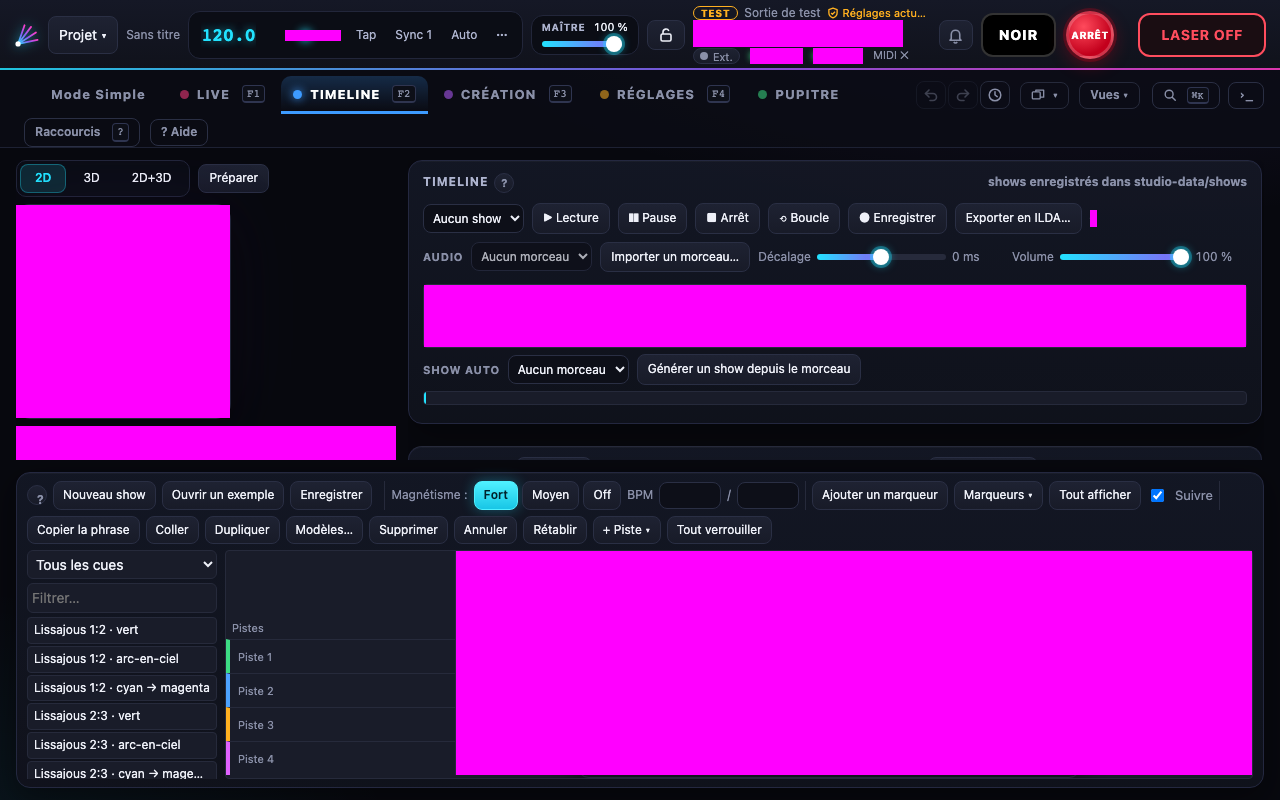 Projet ▾ Sans titre 120.0 Tap Sync 1 Auto ··· MAÎTRE 100 % TEST Sortie de test Réglages actu… NOIR ARRÊT LASER OFF
Ext. MIDI ✕
Mode Simple LIVE F1 TIMELINE F2 CRÉATION F3 RÉGLAGES F4 PUPITRE Vues ▾ ⌘K
Raccourcis ? ? Aide
2D 3D 2D+3D Préparer
TIMELINE ? shows enregistrés dans studio-data/shows
Aucun show Lecture Pause Arrêt Boucle Enregistrer Exporter en ILDA…
AUDIO Aucun morceau Importer un morceau… Décalage 0 ms Volume 100 %
SHOW AUTO Aucun morceau Générer un show depuis le morceau
? Nouveau show Ouvrir un exemple Enregistrer Magnétisme : Fort Moyen Off BPM / Ajouter un marqueur Marqueurs ▾ Tout afficher Suivre
Copier la phrase Coller Dupliquer Modèles… Supprimer Annuler Rétablir + Piste ▾ Tout verrouiller
Tous les cues
Filtrer…
Lissajous 1:2 · vert
Lissajous 1:2 · arc-en-ciel
Lissajous 1:2 · cyan → magenta
Lissajous 2:3 · vert
Lissajous 2:3 · arc-en-ciel
Lissajous 2:3 · cyan → mage…
Pistes
Piste 1
Piste 2
Piste 3
Piste 4